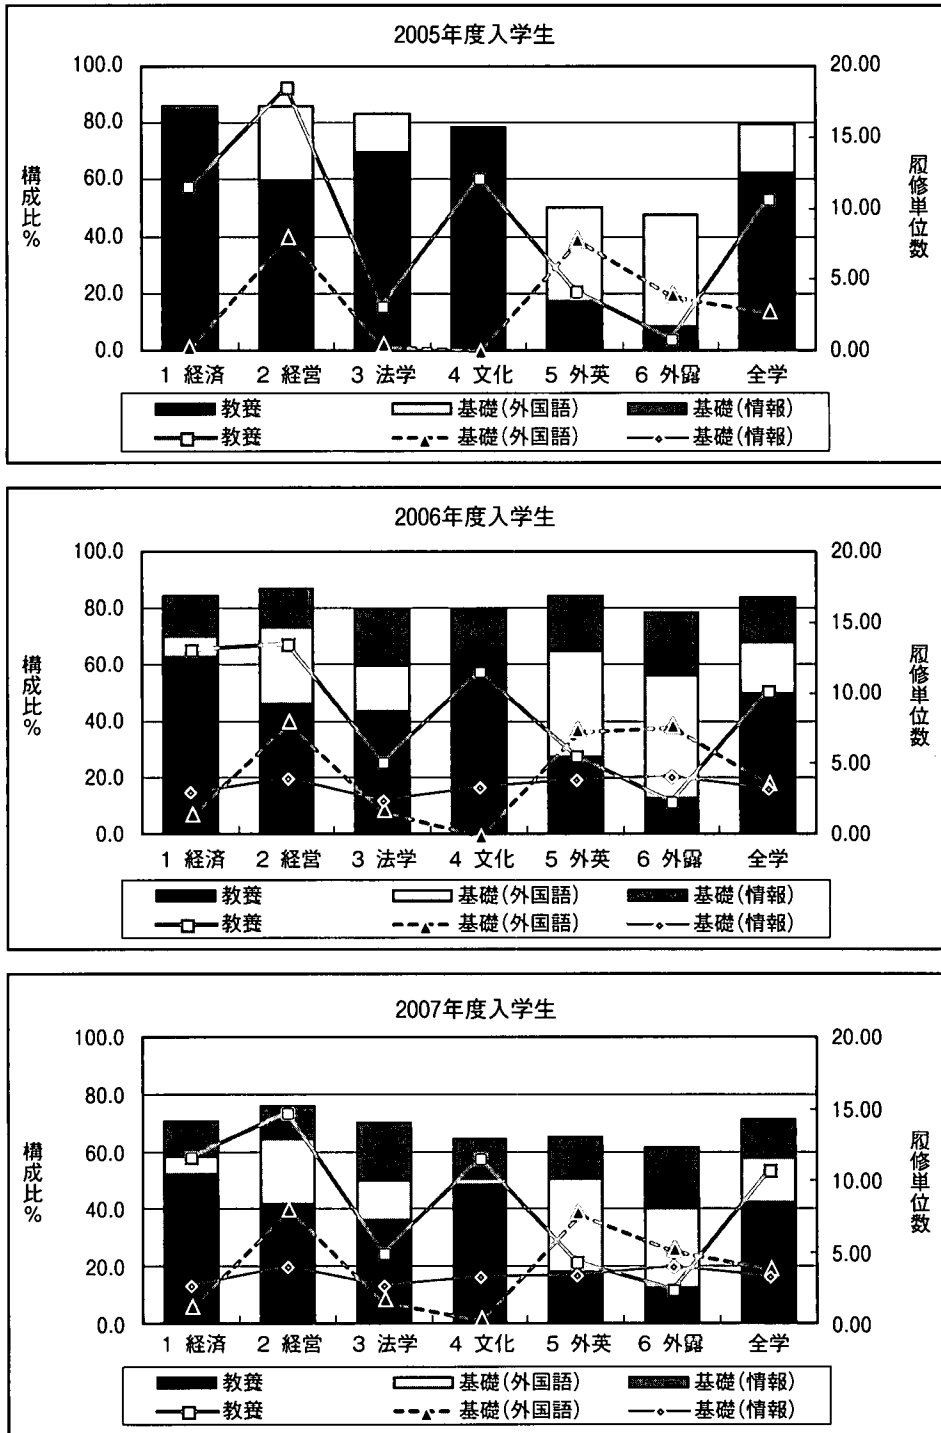 2005年度入学生
100.0 20.00
80.0 15.00
60.0 10.00
40.0 5.00
20.0
0.0 0.00
構成比%
履修単位数
1 経済 2 経営 3 法学 4 文化 5 外英 6 外露 全学
教養 基礎(外国語) 基礎(情報)
教養 基礎(外国語) 基礎(情報)
2006年度入学生
100.0 20.00
80.0 15.00
60.0 10.00
40.0 5.00
20.0
0.0 0.00
構成比%
履修単位数
1 経済 2 経営 3 法学 4 文化 5 外英 6 外露 全学
教養 基礎(外国語) 基礎(情報)
教養 基礎(外国語) 基礎(情報)
2007年度入学生
100.0 20.00
80.0 15.00
60.0 10.00
40.0 5.00
20.0
0.0 0.00
構成比%
履修単位数
1 経済 2 経営 3 法学 4 文化 5 外英 6 外露 全学
教養 基礎(外国語) 基礎(情報)
教養 基礎(外国語) 基礎(情報)